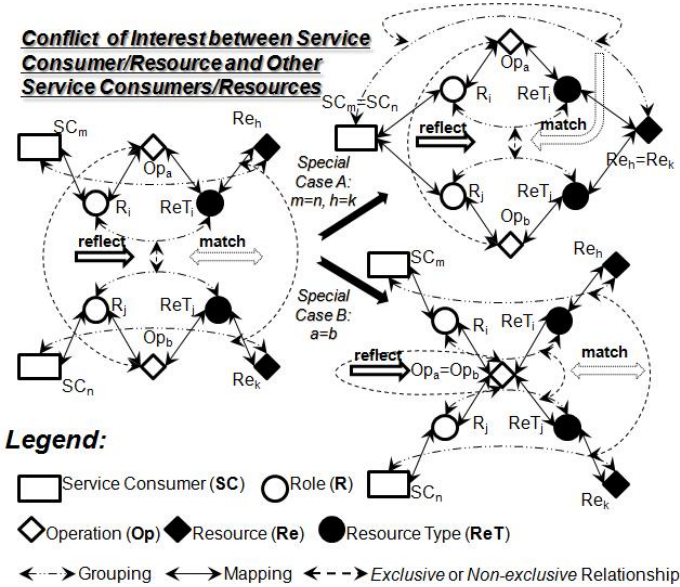 Conflict of Interest between Service
Consumer/Resource and Other
Service Consumers/Resources
SCm
Opa
Reh
Ri
ReTi
reflect
match
Rj
ReTj
Opb
SCn
Rek
Special
Case A:
m=n, h=k
Special
Case B:
a=b
Opa
SCm=SCn
Ri
ReTi
reflect
match
Reh=Rek
Rj
ReTj
Opb
SCm
Reh
Ri
ReTi
reflect
Opa=Opb
match
Rj
ReTj
SCn
Rek
Legend:
Service Consumer (SC)
Role (R)
Operation (Op)
Resource (Re)
Resource Type (ReT)
Grouping
Mapping
Exclusive or Non-exclusive Relationship